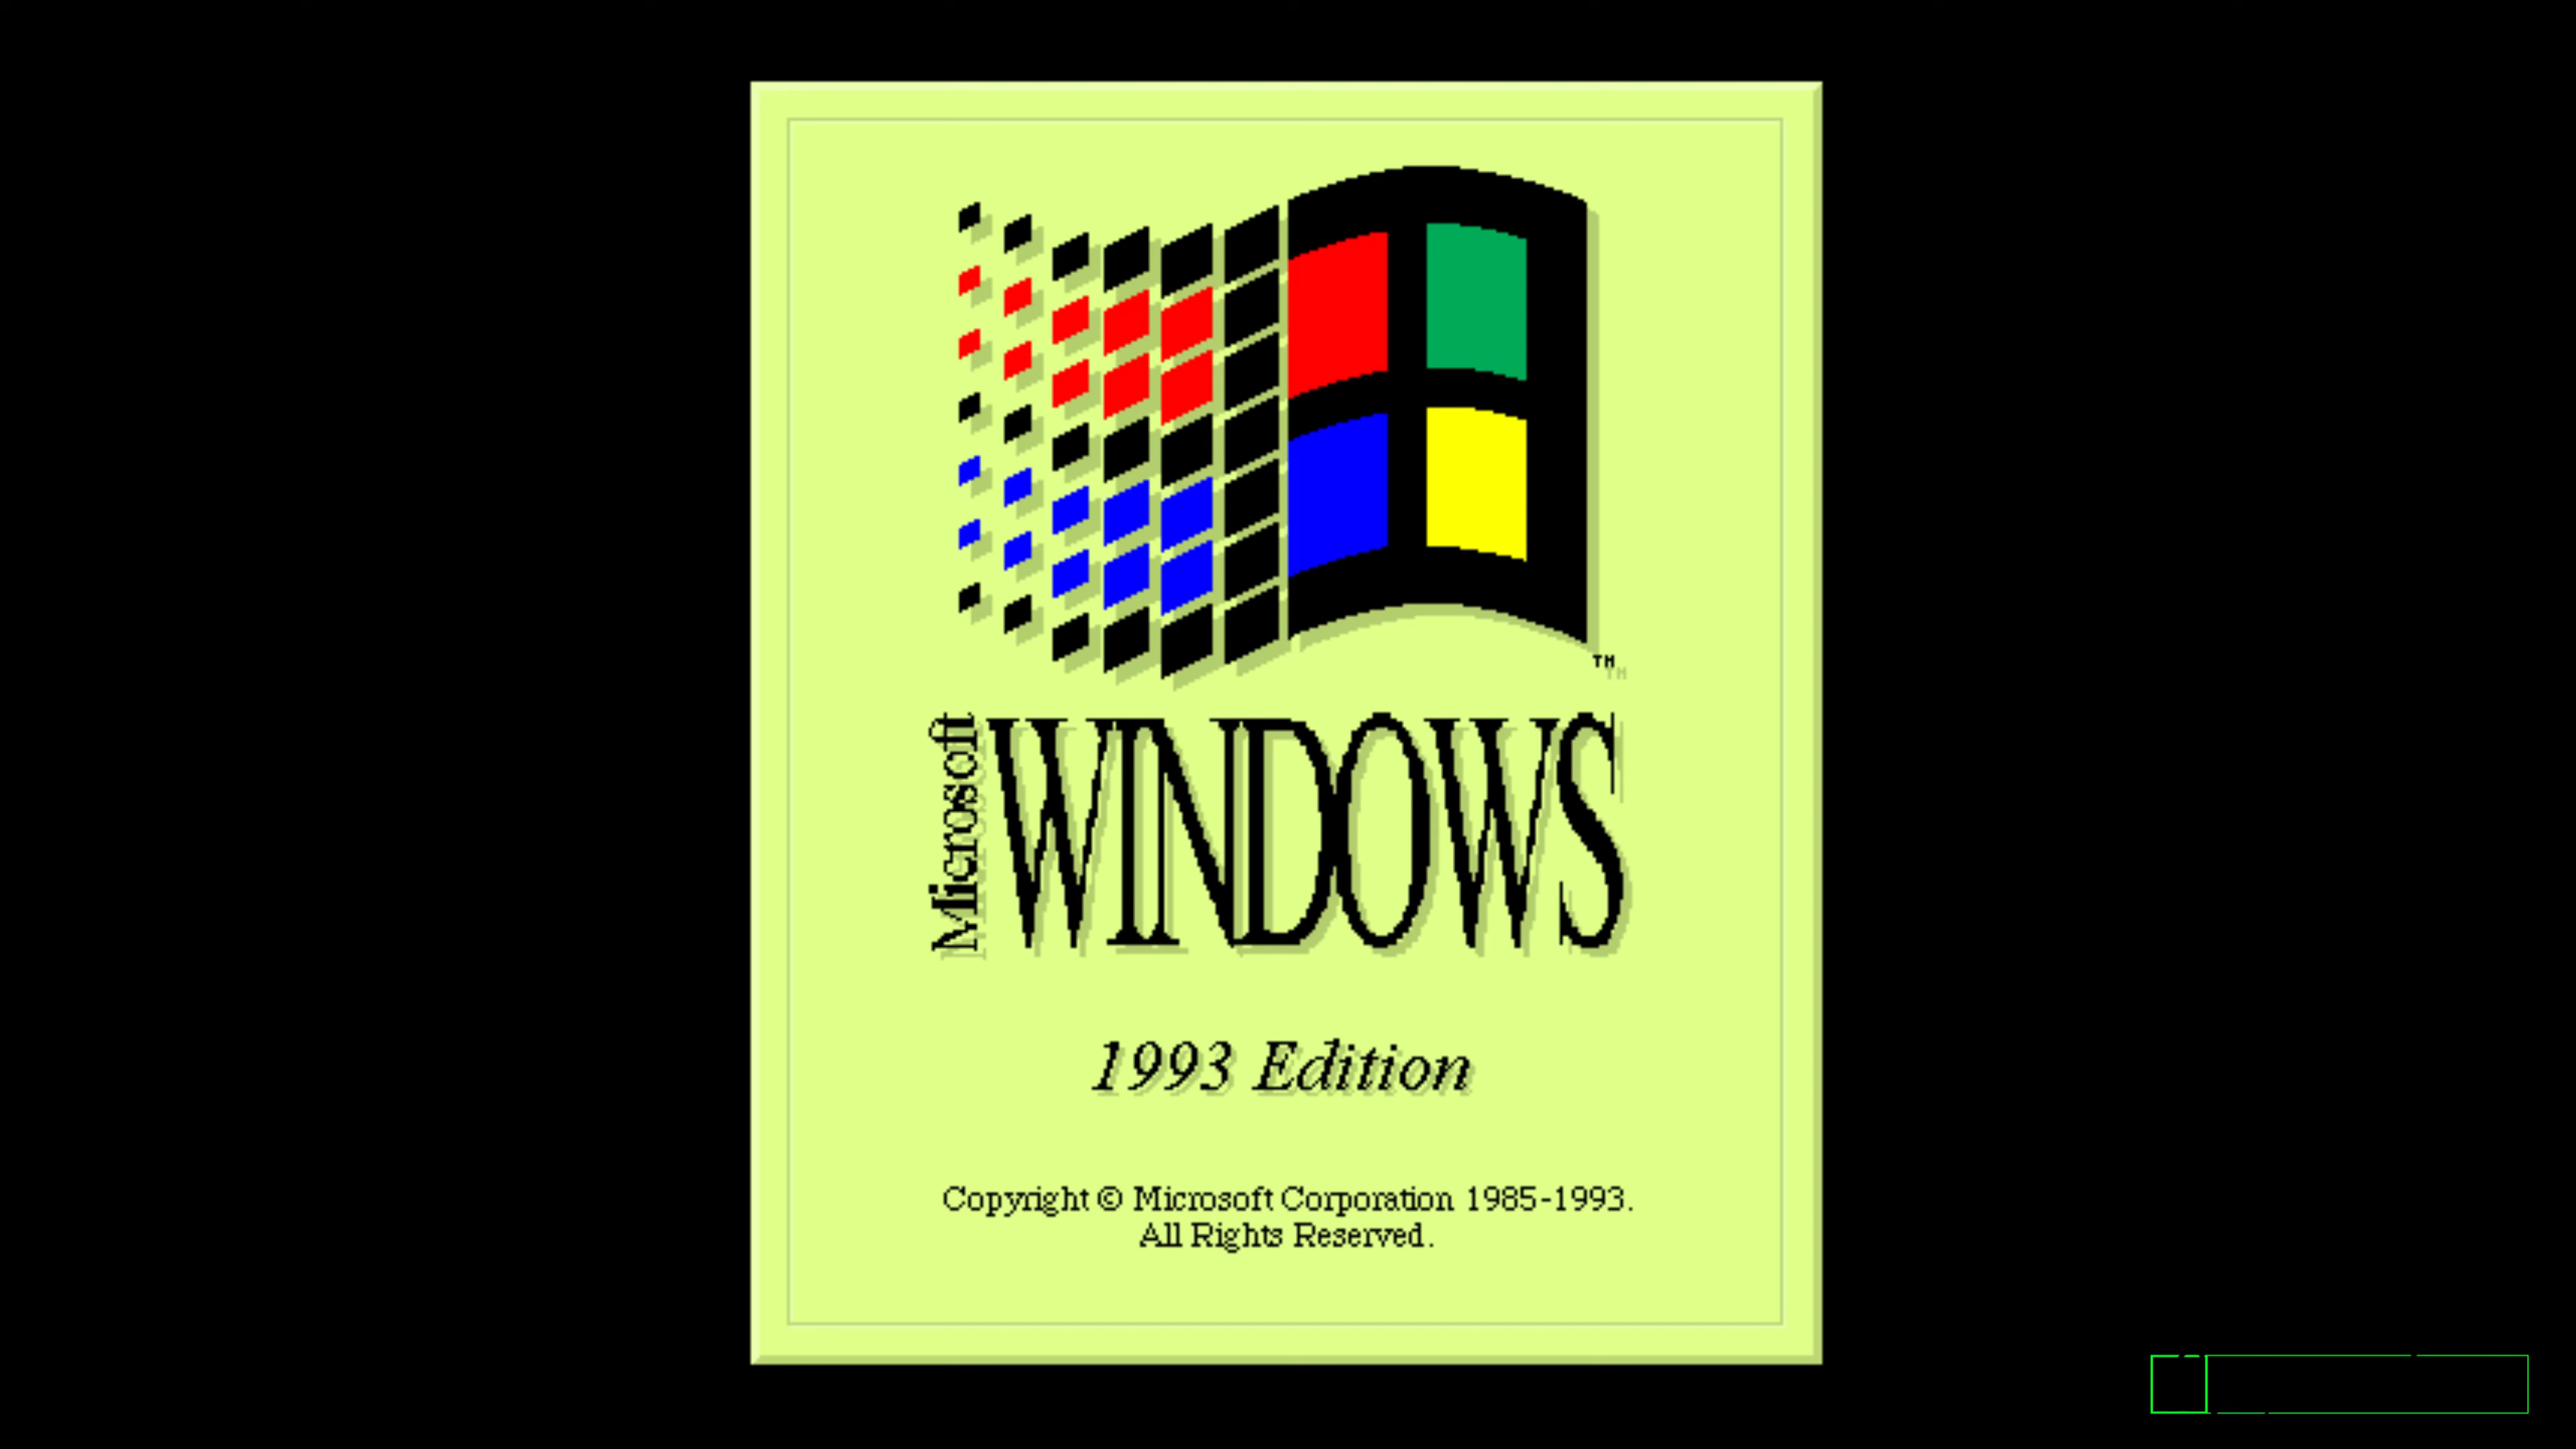 TM
Microsoft
WINDOWS
1993 Edition
Copyright © Microsoft Corporation 1985-1993.
All Rights Reserved.